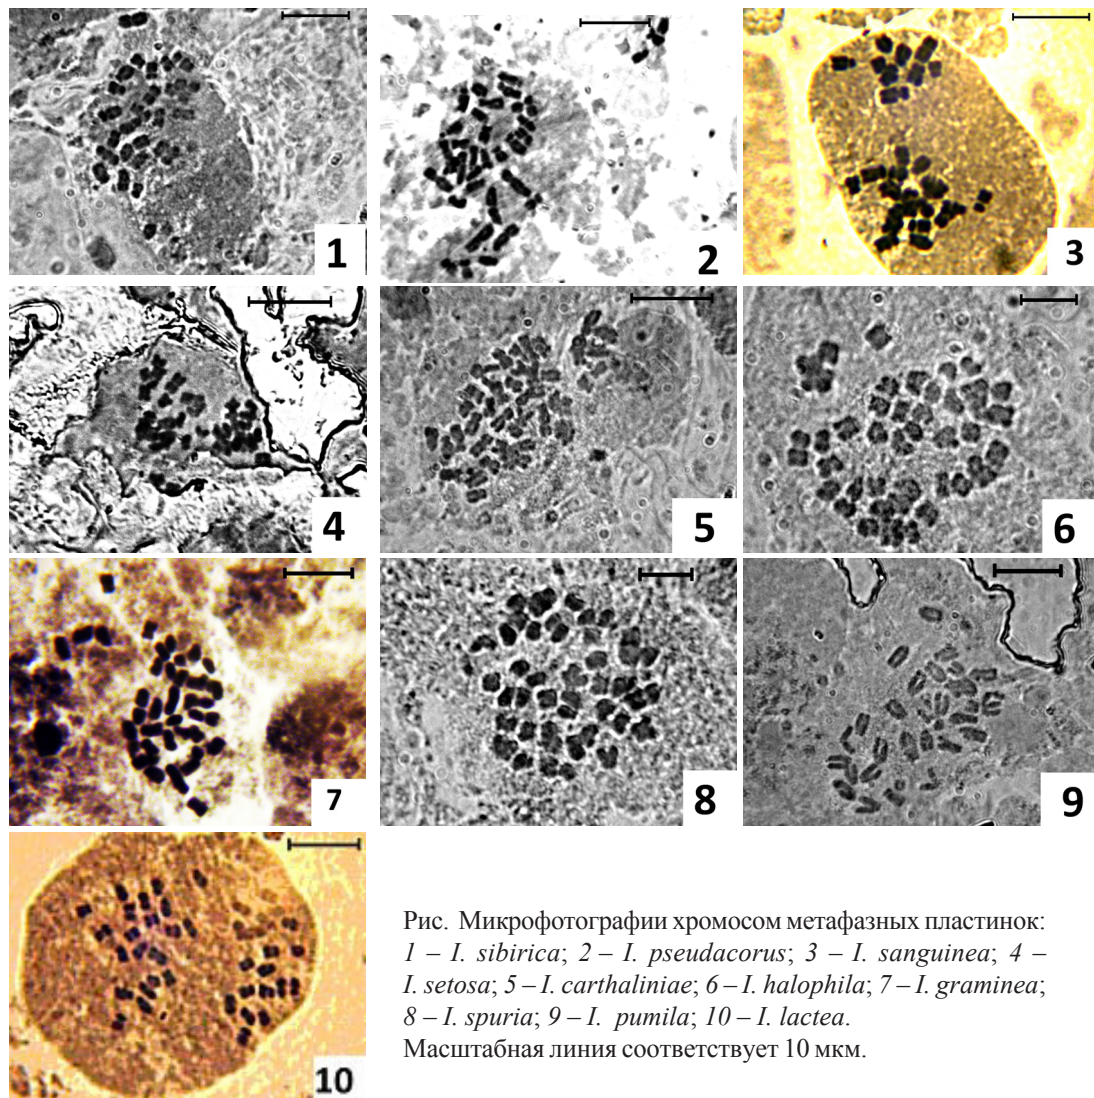 1
2
3
4
5
6
7
8
9
10
Рис. Микрофотографии хромосом метафазных пластинок:
1 – I. sibirica; 2 – I. pseudacorus; 3 – I. sanguinea; 4 –
I. setosa; 5 – I. carthaliniae; 6 – I. halophila; 7 – I. graminea;
8 – I. spuria; 9 – I. pumila; 10 – I. lactea.
Масштабная линия соответствует 10 мкм.